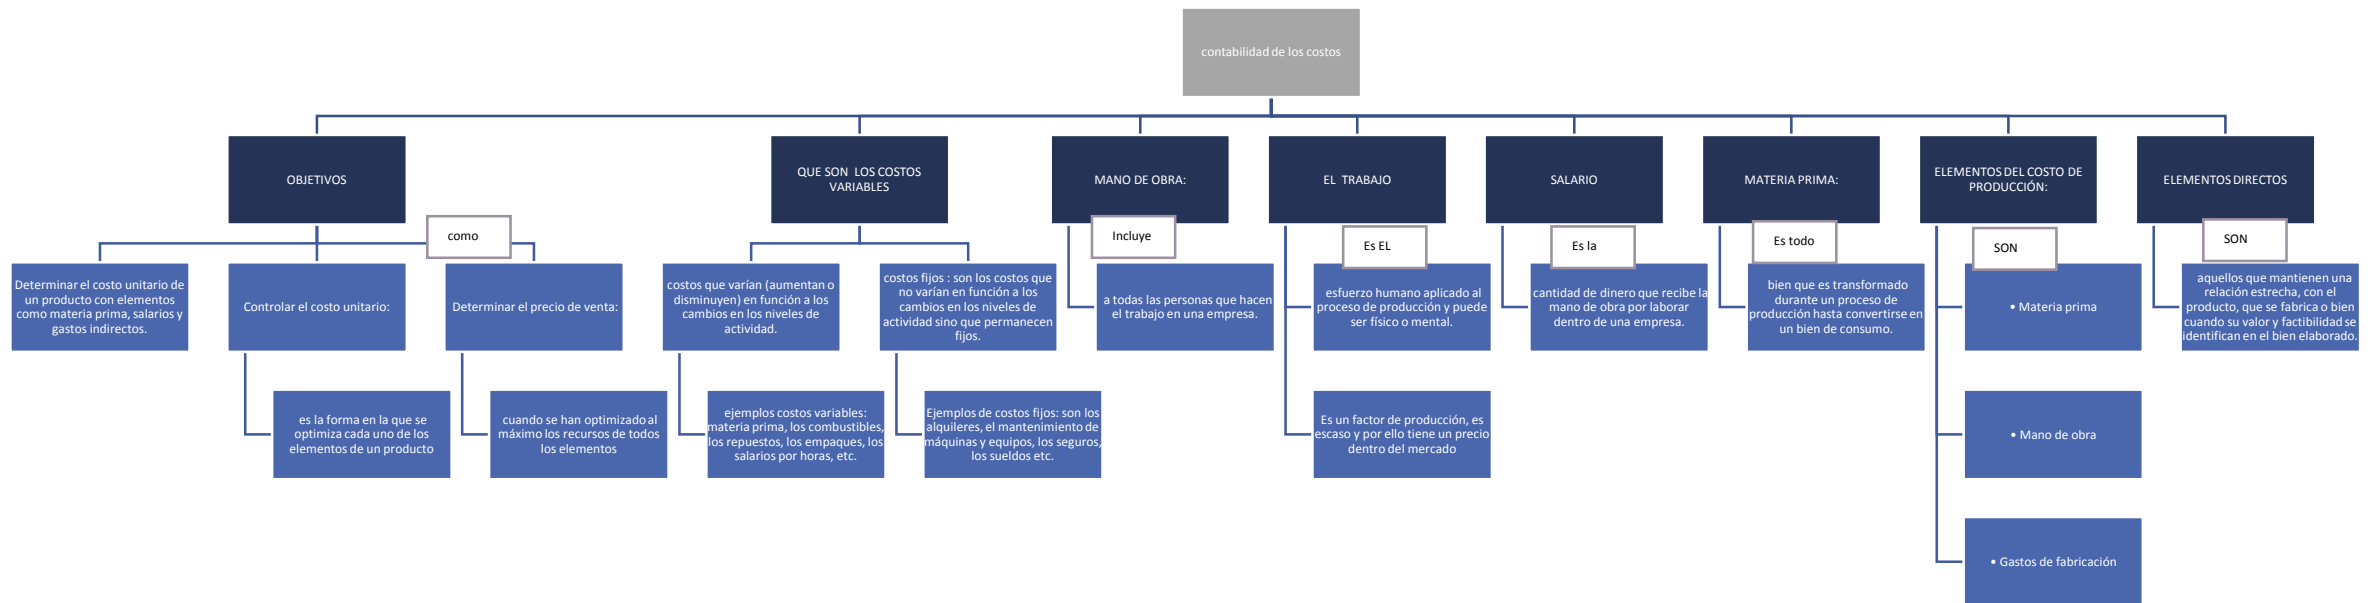 contabilidad de los costos
OBJETIVOS
QUE SON LOS COSTOS
VARIABLES
MANO DE OBRA:
EL TRABAJO
SALARIO
MATERIA PRIMA:
ELEMENTOS DEL COSTO DE
PRODUCCIÓN:
ELEMENTOS DIRECTOS
como
Incluye
Es EL
Es la
Es todo
SON
SON
Determinar el costo unitario de
un producto con elementos
como materia prima, salarios y
gastos indirectos.
Controlar el costo unitario:
Determinar el precio de venta:
costos que varían (aumentan o
disminuyen) en función a los
cambios en los niveles de
actividad.
costos fijos : son los costos que
no varían en función a los
cambios en los niveles de
actividad sino que permanecen
fijos.
a todas las personas que hacen
el trabajo en una empresa.
esfuerzo humano aplicado al
proceso de producción y puede
ser físico o mental.
cantidad de dinero que recibe la
mano de obra por laborar
dentro de una empresa.
bien que es transformado
durante un proceso de
producción hasta convertirse en
un bien de consumo.
• Materia prima
aquellos que mantienen una
relación estrecha, con el
producto, que se fabrica o bien
cuando su valor y factibilidad se
identifican en el bien elaborado.
es la forma en la que se
optimiza cada uno de los
elementos de un producto
cuando se han optimizado al
máximo los recursos de todos
los elementos
ejemplos costos variables:
materia prima, los combustibles,
los repuestos, los empaques, los
salarios por horas, etc.
Ejemplos de costos fijos: son los
alquileres, el mantenimiento de
máquinas y equipos, los seguros,
los sueldos etc.
Es un factor de producción, es
escaso y por ello tiene un precio
dentro del mercado
• Mano de obra
• Gastos de fabricación